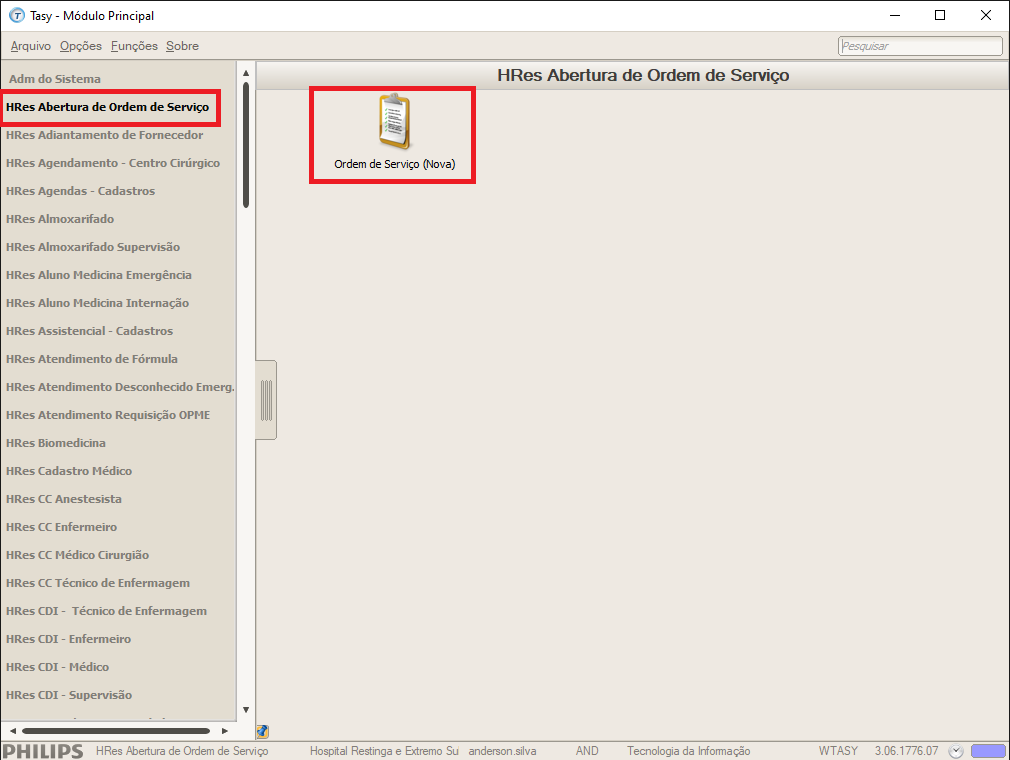 Tasy - Módulo Principal
Arquivo Opções Funções Sobre
Pesquisar
Adm do Sistema
HRes Abertura de Ordem de Serviço
HRes Adiantamento de Fornecedor
HRes Agendamento - Centro Cirúrgico
HRes Agendas - Cadastros
HRes Almoxarifado
HRes Almoxarifado Supervisão
HRes Aluno Medicina Emergência
HRes Aluno Medicina Internação
HRes Assistencial - Cadastros
HRes Atendimento de Fórmula
HRes Atendimento Desconhecido Emerg.
HRes Atendimento Requisição OPME
HRes Biomedicina
HRes Cadastro Médico
HRes CC Anestesista
HRes CC Enfermeiro
HRes CC Médico Cirurgião
HRes CC Técnico de Enfermagem
HRes CDI -  Técnico de Enfermagem
HRes CDI - Enfermeiro
HRes CDI - Médico
HRes CDI - Supervisão
HRes Abertura de Ordem de Serviço
Ordem de Serviço (Nova)
PHILIPS HRes Abertura de Ordem de Serviço Hospital Restinga e Extremo Su anderson.silva AND Tecnologia da Informação WTASY 3.06.1776.07